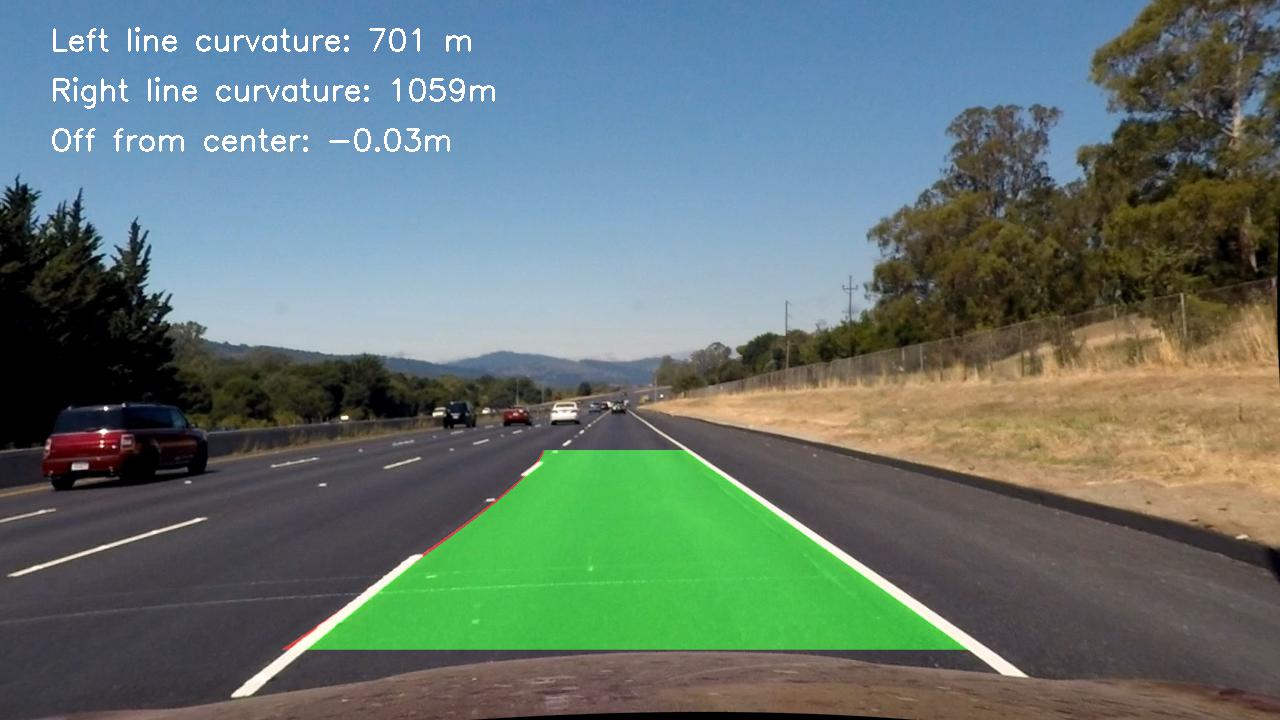 Left line curvature: 701 m
Right line curvature: 1059m
Off from center: -0.03m